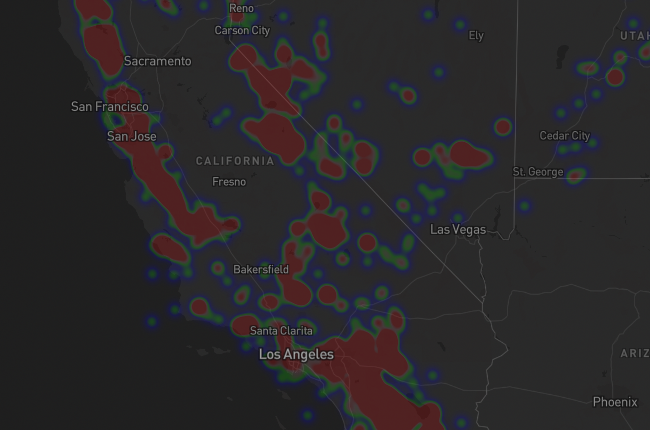 Reno
Carson City
Ely
UTAH
Sacramento
San Francisco
San Jose
Cedar City
CALIFORNIA
St. George
Fresno
Las Vegas
Bakersfield
Santa Clarita
Los Angeles
ARIZ
Phoenix